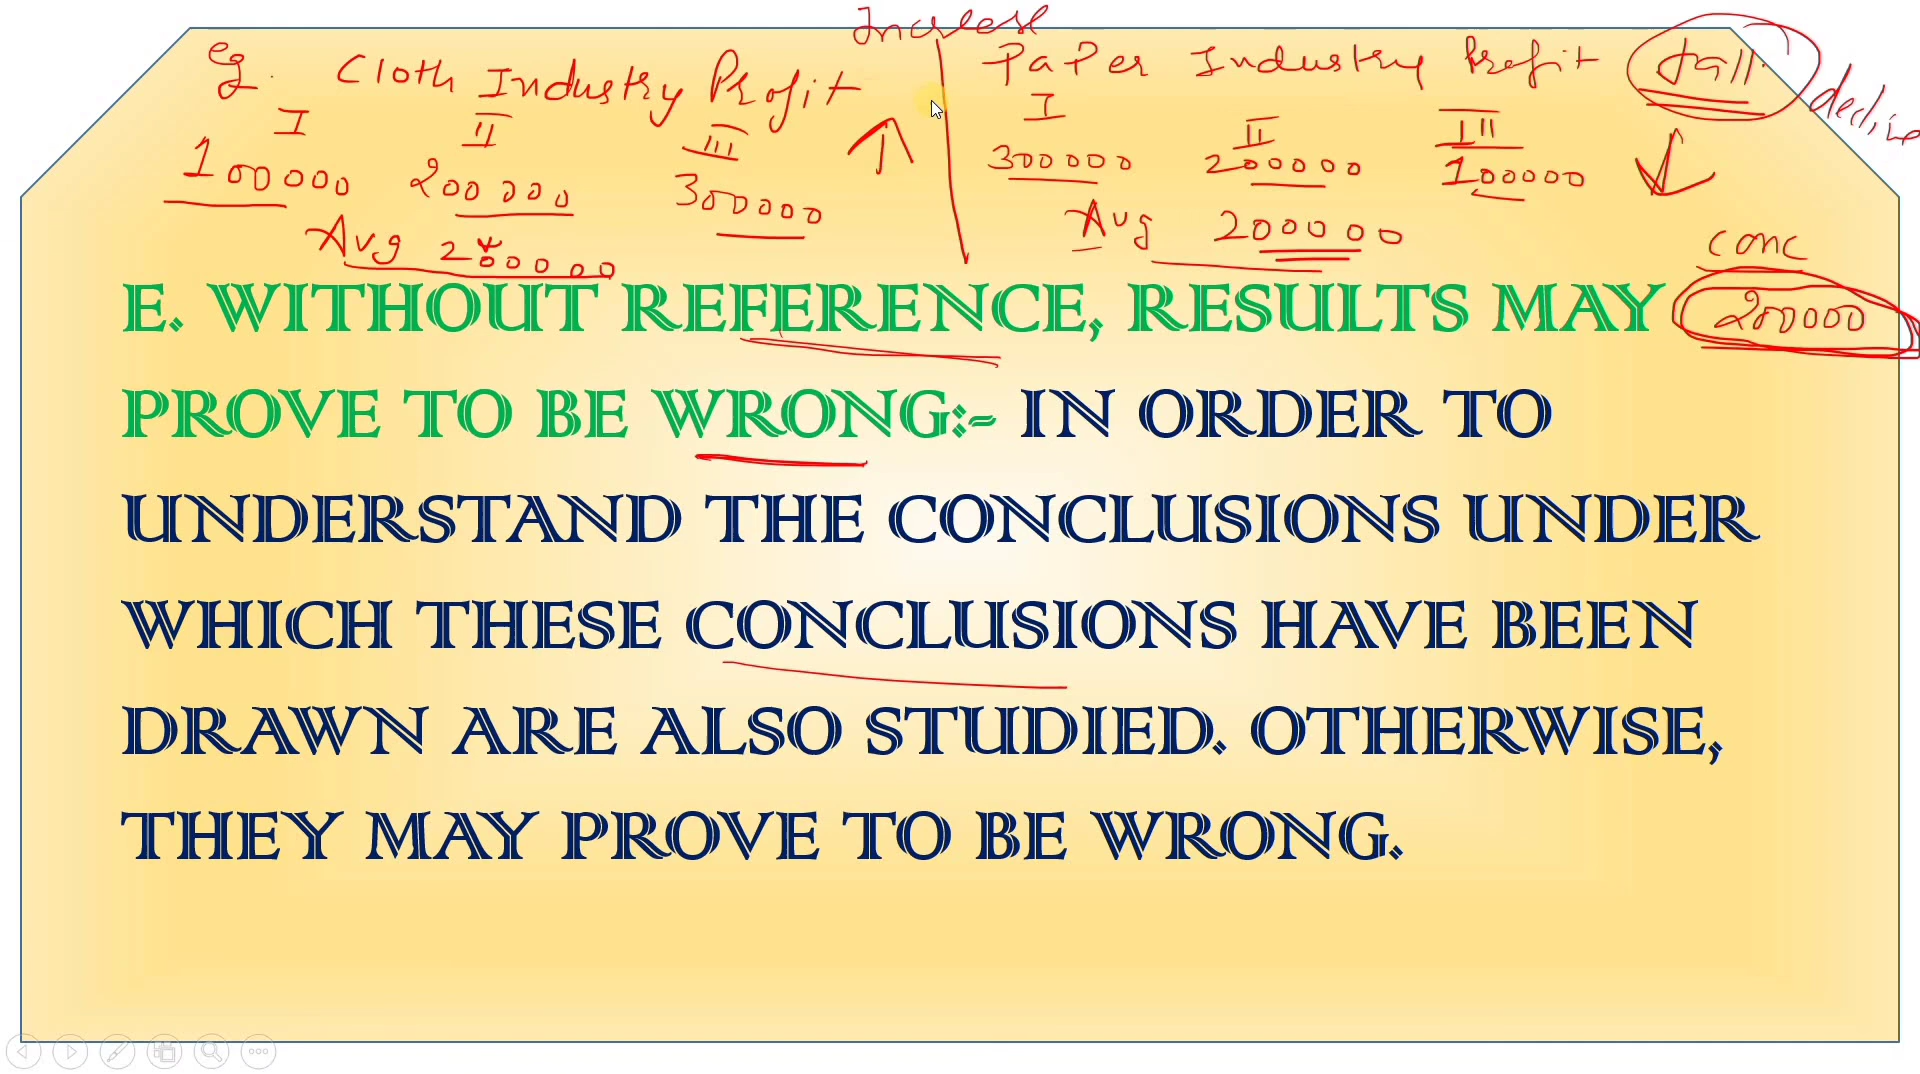 Increase
eg. Cloth Industry Profit
I II III
100000 200000 300000
Avg 200000
Paper Industry Profit fall
decline
I II III
300000 200000 100000
Avg 200000
conc
200000
E. WITHOUT REFERENCE, RESULTS MAY
PROVE TO BE WRONG:- IN ORDER TO
UNDERSTAND THE CONCLUSIONS UNDER
WHICH THESE CONCLUSIONS HAVE BEEN
DRAWN ARE ALSO STUDIED. OTHERWISE,
THEY MAY PROVE TO BE WRONG.